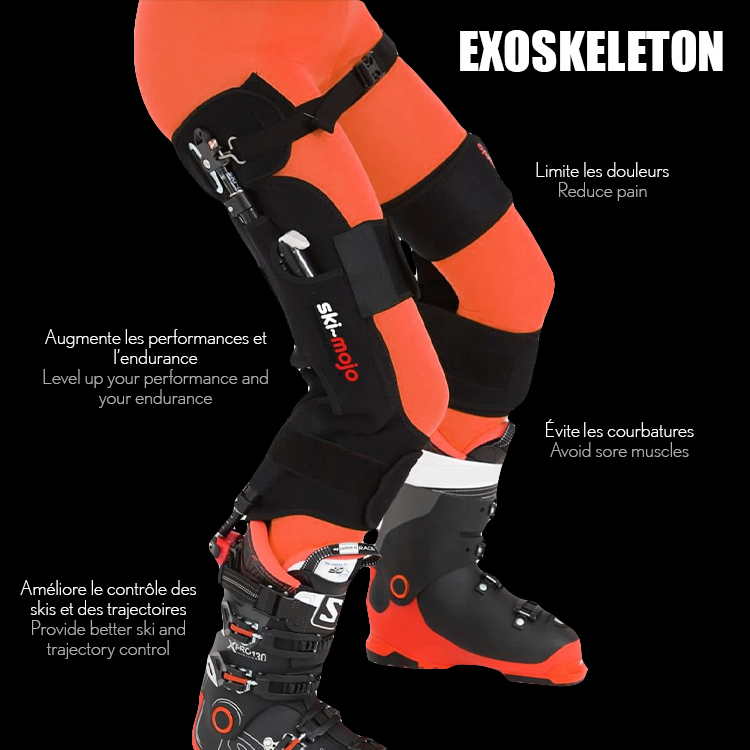 EXOSKELETON
Limite les douleurs
Reduce pain
ski-mojo
Augmente les performances et
l'endurance
Level up your performance and
your endurance
Évite les courbatures
Avoid sore muscles
Améliore le contrôle des
skis et des trajectoires
Provide better ski and
trajectory control
X PRO 130